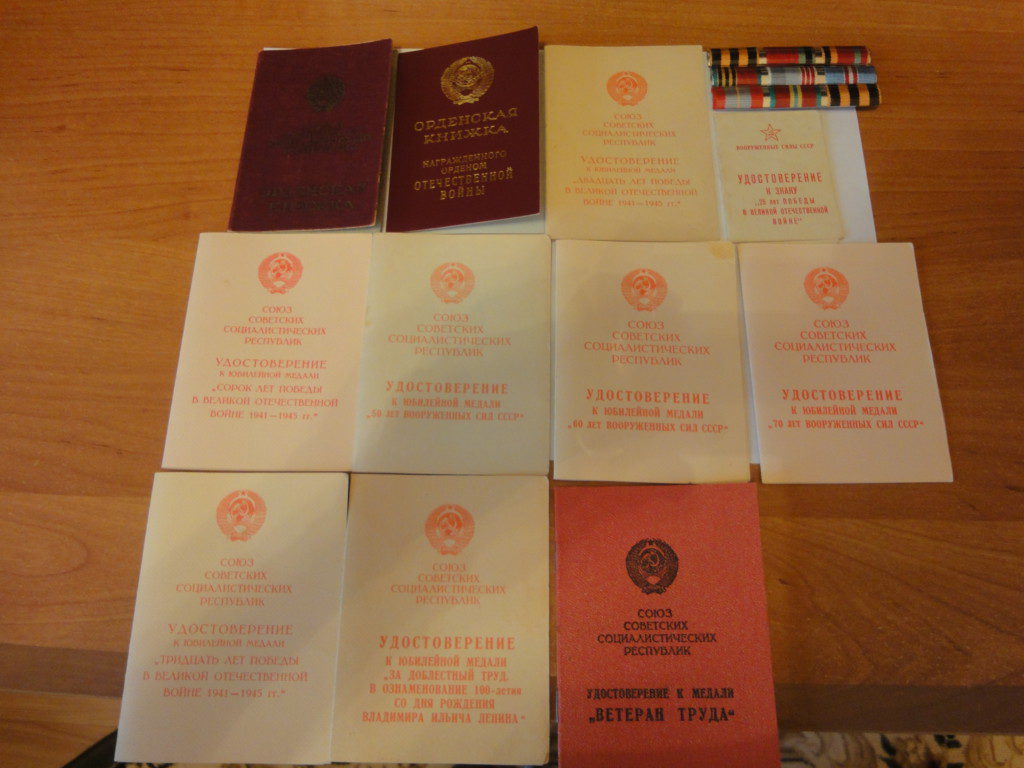 ОРДЕНСКАЯ
КНИЖКА
ОРДЕНСКАЯ
КНИЖКА
НАГРАЖДЕННОГО
ОРДЕНОМ
ОТЕЧЕСТВЕННОЙ
ВОЙНЫ
СОЮЗ
СОВЕТСКИХ
СОЦИАЛИСТИЧЕСКИХ
РЕСПУБЛИК
УДОСТОВЕРЕНИЕ
К ЮБИЛЕЙНОЙ МЕДАЛИ
„ДВАДЦАТЬ ЛЕТ ПОБЕДЫ
В ВЕЛИКОЙ ОТЕЧЕСТВЕННОЙ
ВОЙНЕ 1941—1945 гг.“
ВООРУЖЕННЫЕ СИЛЫ СССР
УДОСТОВЕРЕНИЕ
К ЗНАКУ
„25 ЛЕТ ПОБЕДЫ
В ВЕЛИКОЙ ОТЕЧЕСТВЕННОЙ
ВОЙНЕ“
СОЮЗ
СОВЕТСКИХ
СОЦИАЛИСТИЧЕСКИХ
РЕСПУБЛИК
УДОСТОВЕРЕНИЕ
К ЮБИЛЕЙНОЙ МЕДАЛИ
„СОРОК ЛЕТ ПОБЕДЫ
В ВЕЛИКОЙ ОТЕЧЕСТВЕННОЙ
ВОЙНЕ 1941—1945 гг.“
СОЮЗ
СОВЕТСКИХ
СОЦИАЛИСТИЧЕСКИХ
РЕСПУБЛИК
УДОСТОВЕРЕНИЕ
К ЮБИЛЕЙНОЙ МЕДАЛИ
„50 ЛЕТ ВООРУЖЕННЫХ СИЛ СССР“
СОЮЗ
СОВЕТСКИХ
СОЦИАЛИСТИЧЕСКИХ
РЕСПУБЛИК
УДОСТОВЕРЕНИЕ
К ЮБИЛЕЙНОЙ МЕДАЛИ
„60 ЛЕТ ВООРУЖЕННЫХ СИЛ СССР“
СОЮЗ
СОВЕТСКИХ
СОЦИАЛИСТИЧЕСКИХ
РЕСПУБЛИК
УДОСТОВЕРЕНИЕ
К ЮБИЛЕЙНОЙ МЕДАЛИ
„70 ЛЕТ ВООРУЖЕННЫХ СИЛ СССР“
СОЮЗ
СОВЕТСКИХ
СОЦИАЛИСТИЧЕСКИХ
РЕСПУБЛИК
УДОСТОВЕРЕНИЕ
К ЮБИЛЕЙНОЙ МЕДАЛИ
„ТРИДЦАТЬ ЛЕТ ПОБЕДЫ
В ВЕЛИКОЙ ОТЕЧЕСТВЕННОЙ
ВОЙНЕ 1941—1945 гг.“
СОЮЗ
СОВЕТСКИХ
СОЦИАЛИСТИЧЕСКИХ
РЕСПУБЛИК
УДОСТОВЕРЕНИЕ
К ЮБИЛЕЙНОЙ МЕДАЛИ
„ЗА ДОБЛЕСТНЫЙ ТРУД.
В ОЗНАМЕНОВАНИЕ 100-летия
СО ДНЯ РОЖДЕНИЯ
ВЛАДИМИРА ИЛЬИЧА ЛЕНИНА“
СОЮЗ
СОВЕТСКИХ
СОЦИАЛИСТИЧЕСКИХ
РЕСПУБЛИК
УДОСТОВЕРЕНИЕ К МЕДАЛИ
„ВЕТЕРАН ТРУДА“